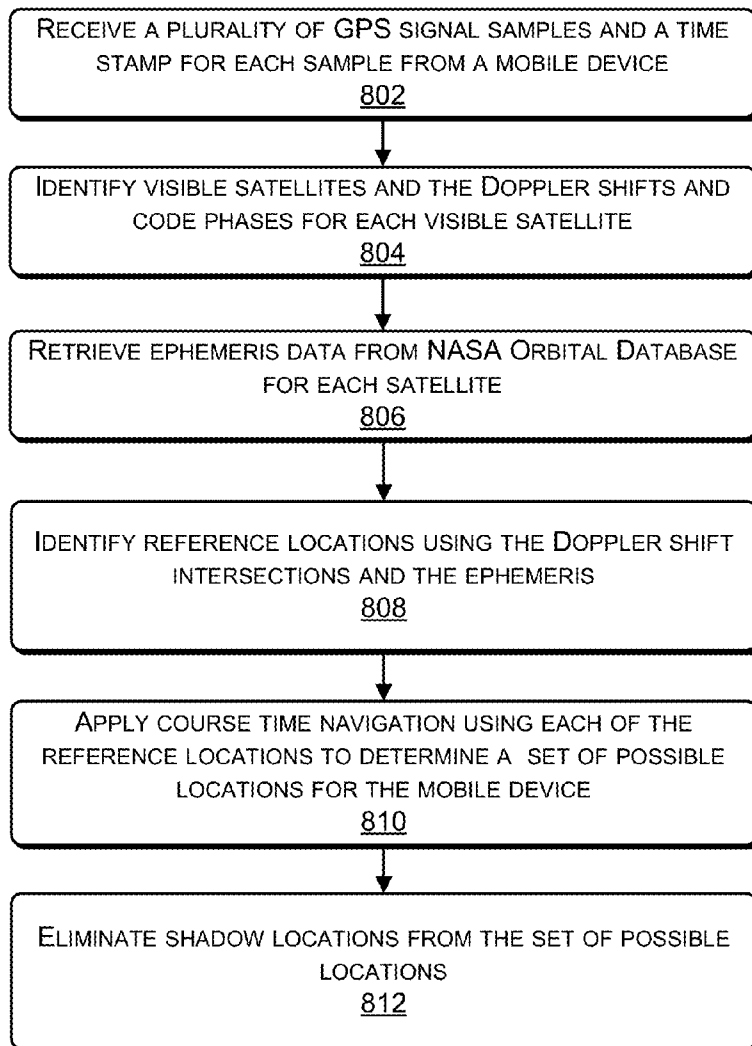 RECEIVE A PLURALITY OF GPS SIGNAL SAMPLES AND A TIME
STAMP FOR EACH SAMPLE FROM A MOBILE DEVICE
802
IDENTIFY VISIBLE SATELLITES AND THE DOPPLER SHIFTS AND
CODE PHASES FOR EACH VISIBLE SATELLITE
804
RETRIEVE EPHEMERIS DATA FROM NASA ORBITAL DATABASE
FOR EACH SATELLITE
806
IDENTIFY REFERENCE LOCATIONS USING THE DOPPLER SHIFT
INTERSECTIONS AND THE EPHEMERIS
808
APPLY COURSE TIME NAVIGATION USING EACH OF THE
REFERENCE LOCATIONS TO DETERMINE A SET OF POSSIBLE
LOCATIONS FOR THE MOBILE DEVICE
810
ELIMINATE SHADOW LOCATIONS FROM THE SET OF POSSIBLE
LOCATIONS
812